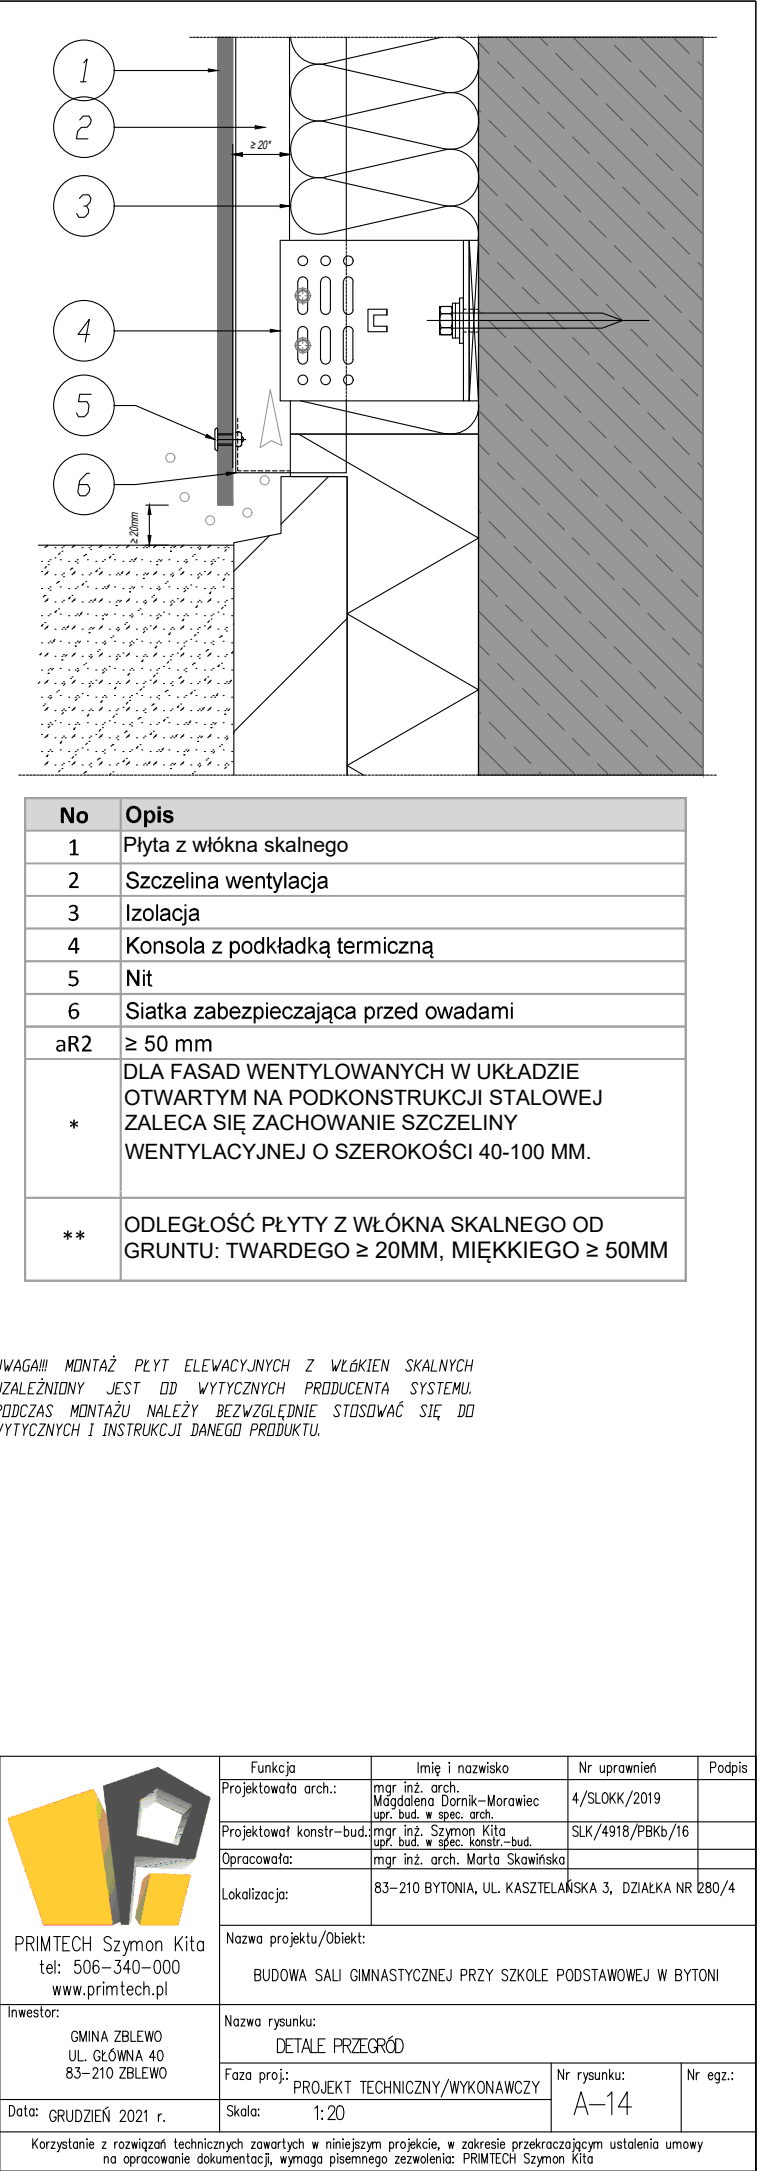 1
2
≥ 20*
3
4
5
6
≥ 20mm
No Opis
1 Płyta z włókna skalnego
2 Szczelina wentylacja
3 Izolacja
4 Konsola z podkładką termiczną
5 Nit
6 Siatka zabezpieczająca przed owadami
aR2 ≥ 50 mm
* DLA FASAD WENTYLOWANYCH W UKŁADZIE
OTWARTYM NA PODKONSTRUKCJI STALOWEJ
ZALECA SIĘ ZACHOWANIE SZCZELINY
WENTYLACYJNEJ O SZEROKOŚCI 40-100 MM.
** ODLEGŁOŚĆ PŁYTY Z WŁÓKNA SKALNEGO OD
GRUNTU: TWARDEGO ≥ 20MM, MIĘKKIEGO ≥ 50MM
UWAGA!!! MONTAŻ PŁYT ELEWACYJNYCH Z WŁóKIEN SKALNYCH
UZALEŻNIONY JEST OD WYTYCZNYCH PRODUCENTA SYSTEMU.
PODCZAS MONTAŻU NALEŻY BEZWZGLĘDNIE STOSOWAĆ SIĘ DO
WYTYCZNYCH I INSTRUKCJI DANEGO PRODUKTU.
Funkcja Imię i nazwisko Nr uprawnień Podpis
Projektowała arch.: mgr inż. arch.
Magdalena Dornik-Morawiec
upr. bud. w spec. arch.
4/SLOKK/2019
Projektował konstr-bud.: mgr inż. Szymon Kita
upr. bud. w spec. konstr.-bud.
SLK/4918/PBKb/16
Opracowała: mgr inż. arch. Marta Skawińska
Lokalizacja: 83-210 BYTONIA, UL. KASZTELAŃSKA 3, DZIAŁKA NR 280/4
PRIMTECH Szymon Kita
tel: 506-340-000
www.primtech.pl
Nazwa projektu/Obiekt:
BUDOWA SALI GIMNASTYCZNEJ PRZY SZKOLE PODSTAWOWEJ W BYTONI
Inwestor:
GMINA ZBLEWO
UL. GŁÓWNA 40
83-210 ZBLEWO
Nazwa rysunku:
DETALE PRZEGRÓD
Faza proj.: PROJEKT TECHNICZNY/WYKONAWCZY
Nr rysunku:
A-14
Nr egz.:
Data: GRUDZIEŃ 2021 r.
Skala: 1:20
Korzystanie z rozwiązań technicznych zawartych w niniejszym projekcie, w zakresie przekraczającym ustalenia umowy
na opracowanie dokumentacji, wymaga pisemnego zezwolenia: PRIMTECH Szymon Kita